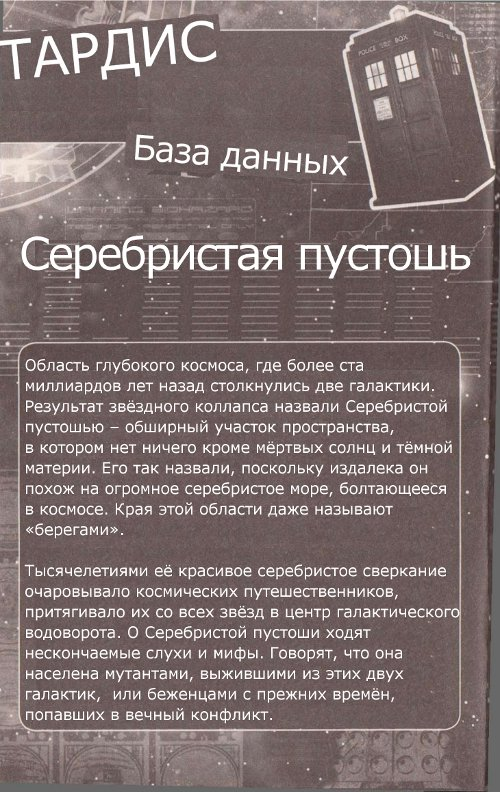 ТАРДИС
POLICE BOX
База данных
Серебристая пустошь
Область глубокого космоса, где более ста
миллиардов лет назад столкнулись две галактики.
Результат звёздного коллапса назвали Серебристой
пустошью – обширный участок пространства,
в котором нет ничего кроме мёртвых солнц и тёмной
материи. Его так назвали, поскольку издалека он
похож на огромное серебристое море, болтающееся
в космосе. Края этой области даже называют
«берегами».
Тысячелетиями её красивое серебристое сверкание
очаровывало космических путешественников,
притягивало их со всех звёзд в центр галактического
водоворота. О Серебристой пустоши ходят
нескончаемые слухи и мифы. Говорят, что она
населена мутантами, выжившими из этих двух
галактик, или беженцами с прежних времён,
попавших в вечный конфликт.